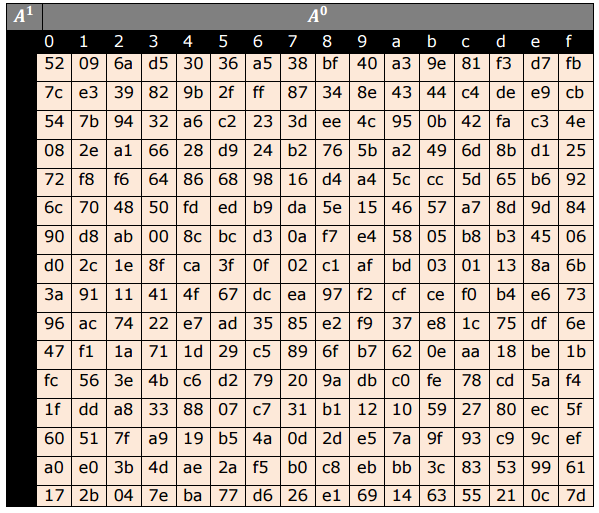 A¹ A⁰
0 1 2 3 4 5 6 7 8 9 a b c d e f
52 09 6a d5 30 36 a5 38 bf 40 a3 9e 81 f3 d7 fb
7c e3 39 82 9b 2f ff 87 34 8e 43 44 c4 de e9 cb
54 7b 94 32 a6 c2 23 3d ee 4c 95 0b 42 fa c3 4e
08 2e a1 66 28 d9 24 b2 76 5b a2 49 6d 8b d1 25
72 f8 f6 64 86 68 98 16 d4 a4 5c cc 5d 65 b6 92
6c 70 48 50 fd ed b9 da 5e 15 46 57 a7 8d 9d 84
90 d8 ab 00 8c bc d3 0a f7 e4 58 05 b8 b3 45 06
d0 2c 1e 8f ca 3f 0f 02 c1 af bd 03 01 13 8a 6b
3a 91 11 41 4f 67 dc ea 97 f2 cf ce f0 b4 e6 73
96 ac 74 22 e7 ad 35 85 e2 f9 37 e8 1c 75 df 6e
47 f1 1a 71 1d 29 c5 89 6f b7 62 0e aa 18 be 1b
fc 56 3e 4b c6 d2 79 20 9a db c0 fe 78 cd 5a f4
1f dd a8 33 88 07 c7 31 b1 12 10 59 27 80 ec 5f
60 51 7f a9 19 b5 4a 0d 2d e5 7a 9f 93 c9 9c ef
a0 e0 3b 4d ae 2a f5 b0 c8 eb bb 3c 83 53 99 61
17 2b 04 7e ba 77 d6 26 e1 69 14 63 55 21 0c 7d